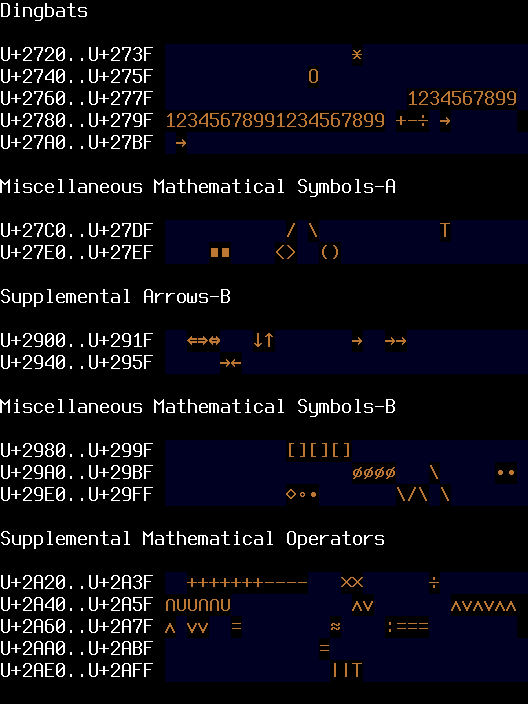 Dingbats
U+2720..U+273F *
U+2740..U+275F O
U+2760..U+277F 1234567899
U+2780..U+279F 12345678991234567899 +−÷ →
U+27A0..U+27BF →
Miscellaneous Mathematical Symbols-A
U+27C0..U+27DF / \ T
U+27E0..U+27EF ▪▪ <> ()
Supplemental Arrows-B
U+2900..U+291F ⇐⇒⇔ ↓↑ → →→
U+2940..U+295F →←
Miscellaneous Mathematical Symbols-B
U+2980..U+299F [][][]
U+29A0..U+29BF øøøø \ ••
U+29E0..U+29FF ◇∘• \/\ \
Supplemental Mathematical Operators
U+2A20..U+2A3F +++++++−−−− ×× ÷
U+2A40..U+2A5F ∩∪∪∩∩∪ ∧∨ ∧∨∧∨∧∧
U+2A60..U+2A7F ∧ ∨∨ = ≈ :===
U+2AA0..U+2ABF =
U+2AE0..U+2AFF ||T